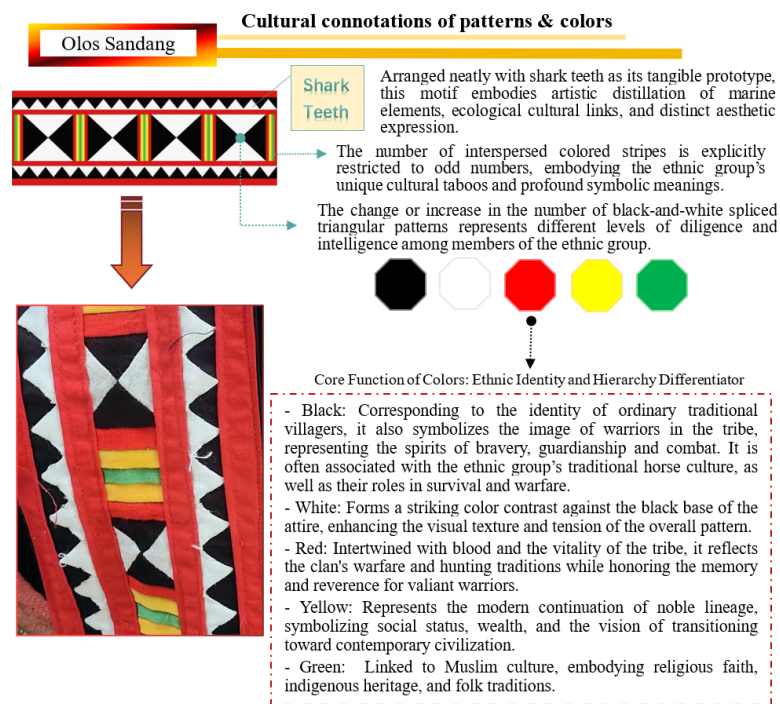 Cultural connotations of patterns & colors
Olos Sandang
Shark
Teeth
Arranged neatly with shark teeth as its tangible prototype,
this motif embodies artistic distillation of marine
elements, ecological cultural links, and distinct aesthetic
expression.
The number of interspersed colored stripes is explicitly
restricted to odd numbers, embodying the ethnic group's
unique cultural taboos and profound symbolic meanings.
The change or increase in the number of black-and-white spliced
triangular patterns represents different levels of diligence and
intelligence among members of the ethnic group.
Core Function of Colors: Ethnic Identity and Hierarchy Differentiator
- Black: Corresponding to the identity of ordinary traditional
villagers, it also symbolizes the image of warriors in the tribe,
representing the spirits of bravery, guardianship and combat. It is
often associated with the ethnic group's traditional horse culture, as
well as their roles in survival and warfare.
- White: Forms a striking color contrast against the black base of the
attire, enhancing the visual texture and tension of the overall pattern.
- Red: Intertwined with blood and the vitality of the tribe, it reflects
the clan's warfare and hunting traditions while honoring the memory
and reverence for valiant warriors.
- Yellow: Represents the modern continuation of noble lineage,
symbolizing social status, wealth, and the vision of transitioning
toward contemporary civilization.
- Green: Linked to Muslim culture, embodying religious faith,
indigenous heritage, and folk traditions.